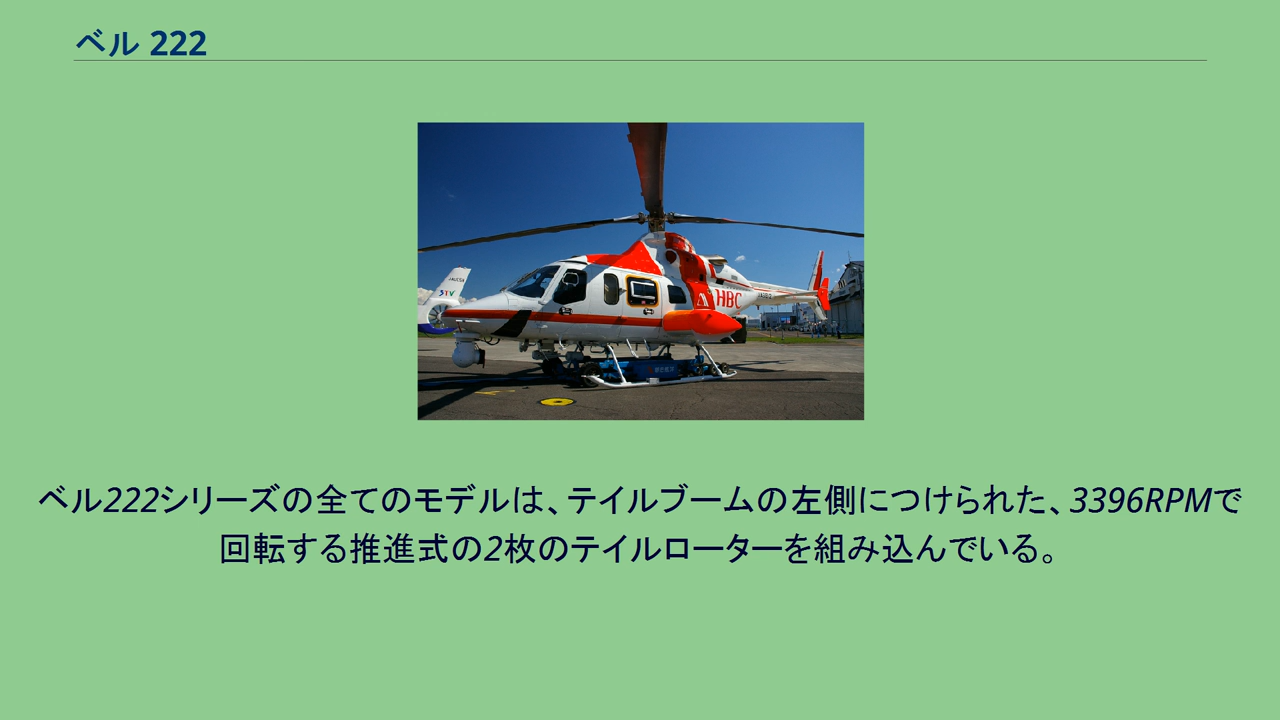 ベル 222
JAUCSA
STV
HBC
ベル222シリーズの全てのモデルは、テイルブームの左側につけられた、3396RPMで
回転する推進式の2枚のテイルローターを組み込んでいる。